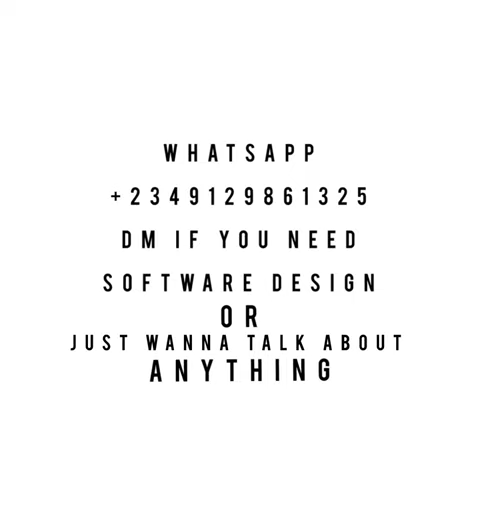 WHATSAPP
+2349129861325
DM IF YOU NEED
SOFTWARE DESIGN
OR
JUST WANNA TALK ABOUT
ANYTHING